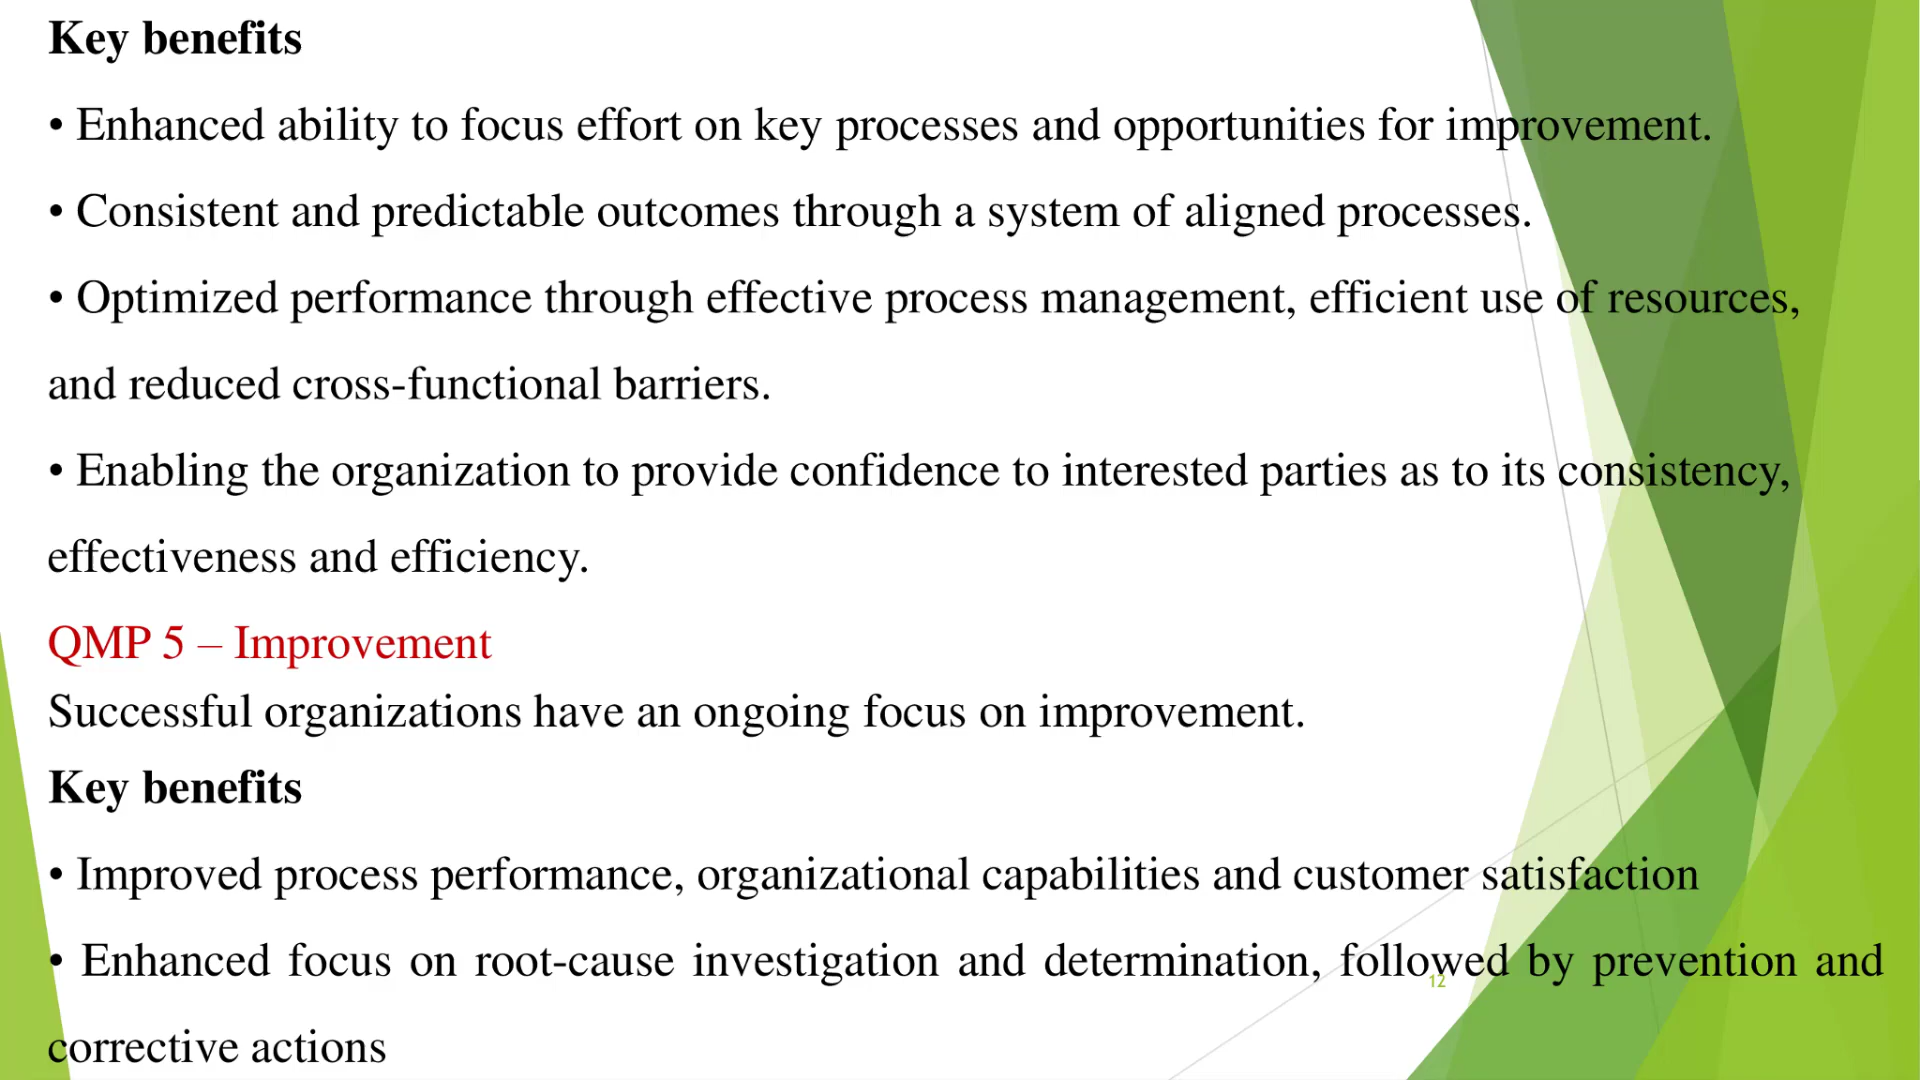 Key benefits
• Enhanced ability to focus effort on key processes and opportunities for improvement.
• Consistent and predictable outcomes through a system of aligned processes.
• Optimized performance through effective process management, efficient use of resources,
and reduced cross-functional barriers.
• Enabling the organization to provide confidence to interested parties as to its consistency,
effectiveness and efficiency.
QMP 5 – Improvement
Successful organizations have an ongoing focus on improvement.
Key benefits
• Improved process performance, organizational capabilities and customer satisfaction
• Enhanced focus on root-cause investigation and determination, followed by prevention and
12
corrective actions